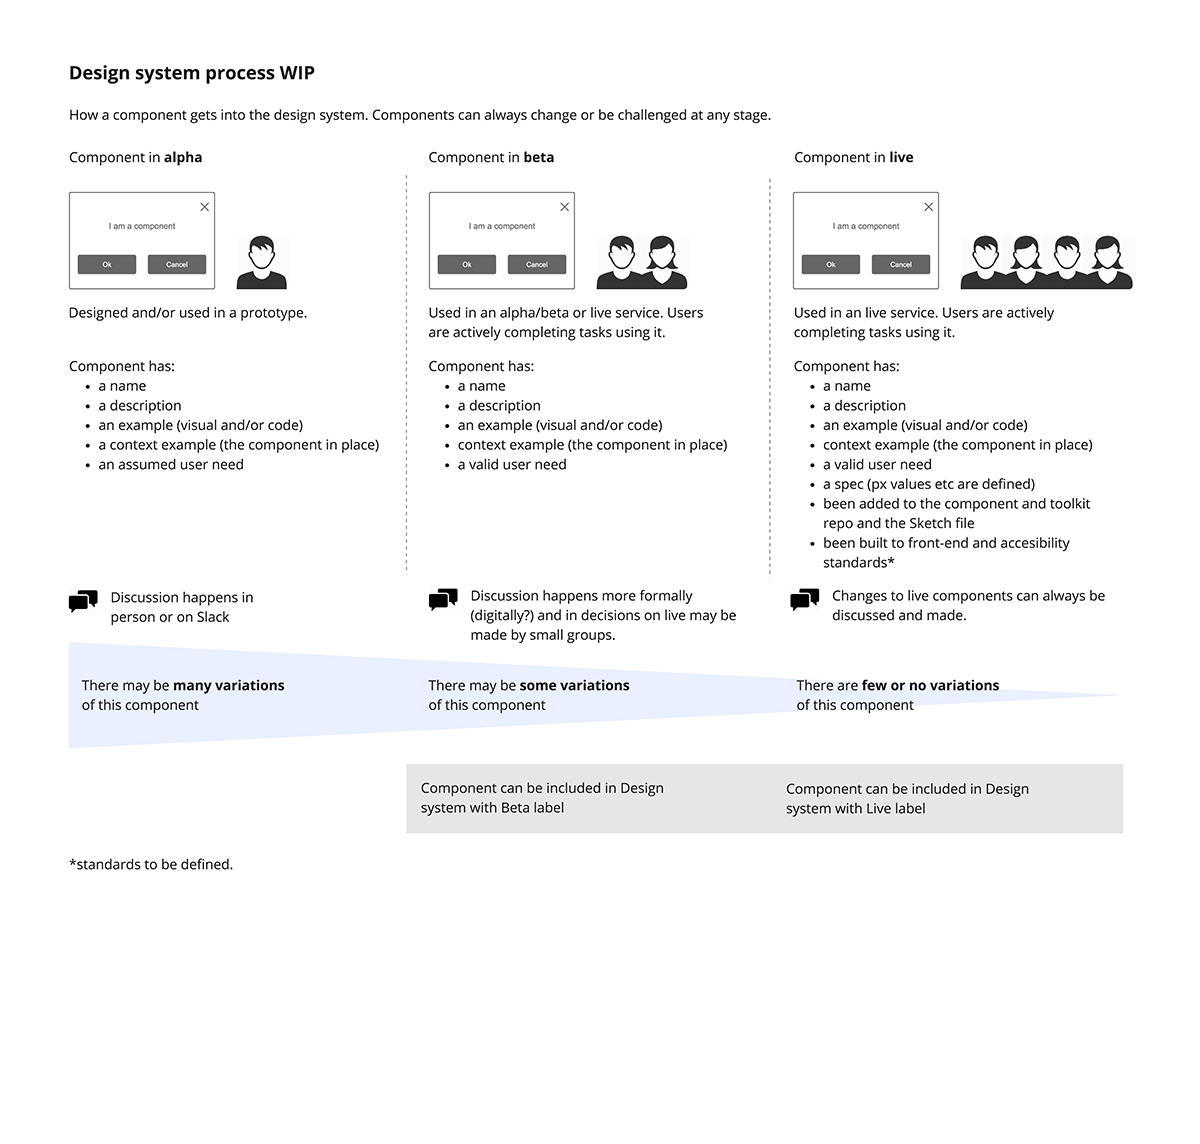 Design system process WIP
How a component gets into the design system. Components can always change or be challenged at any stage.
Component in alpha
I am a component
Ok
Cancel
Designed and/or used in a prototype.
Component has:
• a name
• a description
• an example (visual and/or code)
• a context example (the component in place)
• an assumed user need
Discussion happens in
person or on Slack
There may be many variations
of this component
Component in beta
I am a component
Ok
Cancel
Used in an alpha/beta or live service. Users
are actively completing tasks using it.
Component has:
• a name
• a description
• an example (visual and/or code)
• context example (the component in place)
• a valid user need
Discussion happens more formally
(digitally?) and in decisions on live may be
made by small groups.
There may be some variations
of this component
Component can be included in Design
system with Beta label
Component in live
I am a component
Ok
Cancel
Used in an live service. Users are actively
completing tasks using it.
Component has:
• a name
• a description
• an example (visual and/or code)
• context example (the component in place)
• a valid user need
• a spec (px values etc are defined)
• been added to the component and toolkit
repo and the Sketch file
• been built to front-end and accesibility
standards*
Changes to live components can always be
discussed and made.
There are few or no variations
of this component
Component can be included in Design
system with Live label
*standards to be defined.